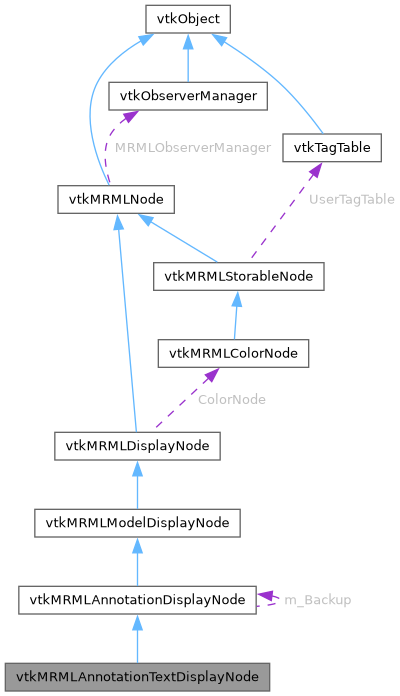 vtkObject
vtkObserverManager
MRMLObserverManager
vtkTagTable
vtkMRMLNode
UserTagTable
vtkMRMLStorableNode
vtkMRMLColorNode
ColorNode
vtkMRMLDisplayNode
vtkMRMLModelDisplayNode
vtkMRMLAnnotationDisplayNode
m_Backup
vtkMRMLAnnotationTextDisplayNode